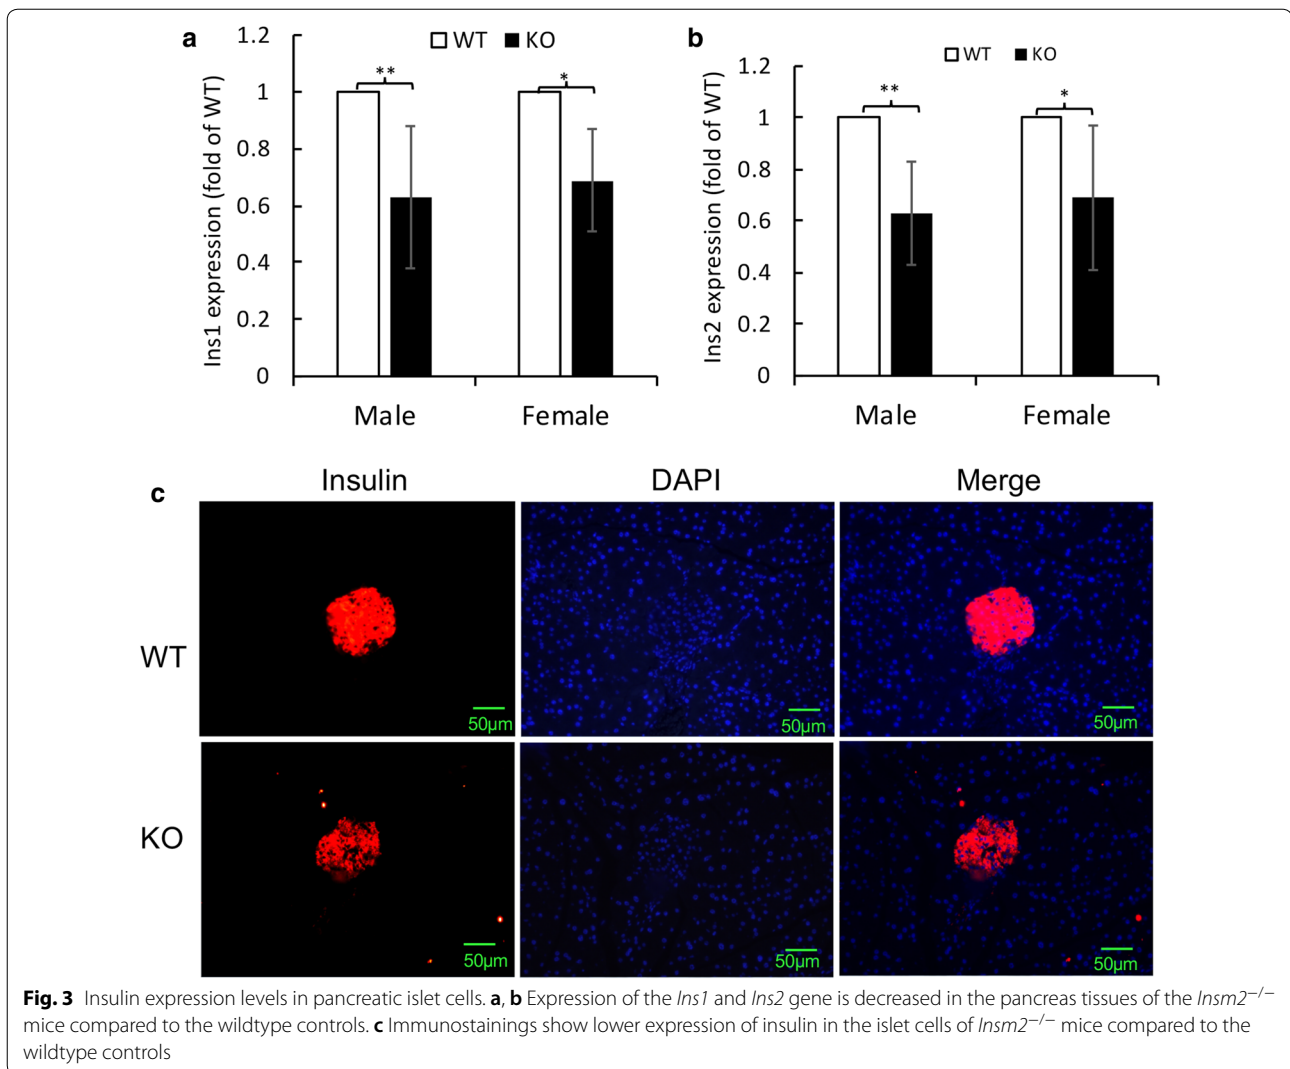 a
WT KO
Ins1 expression (fold of WT)
1.2
1
0.8
0.6
0.4
0.2
0
**
*
Male Female
b
WT KO
Ins2 expression (fold of WT)
1.2
1
0.8
0.6
0.4
0.2
0
**
*
Male Female
c
Insulin DAPI Merge
WT
50µm 50µm 50µm
KO
50µm 50µm 50µm
Fig. 3 Insulin expression levels in pancreatic islet cells. a, b Expression of the Ins1 and Ins2 gene is decreased in the pancreas tissues of the Insm2−/−
mice compared to the wildtype controls. c Immunostainings show lower expression of insulin in the islet cells of Insm2−/− mice compared to the
wildtype controls